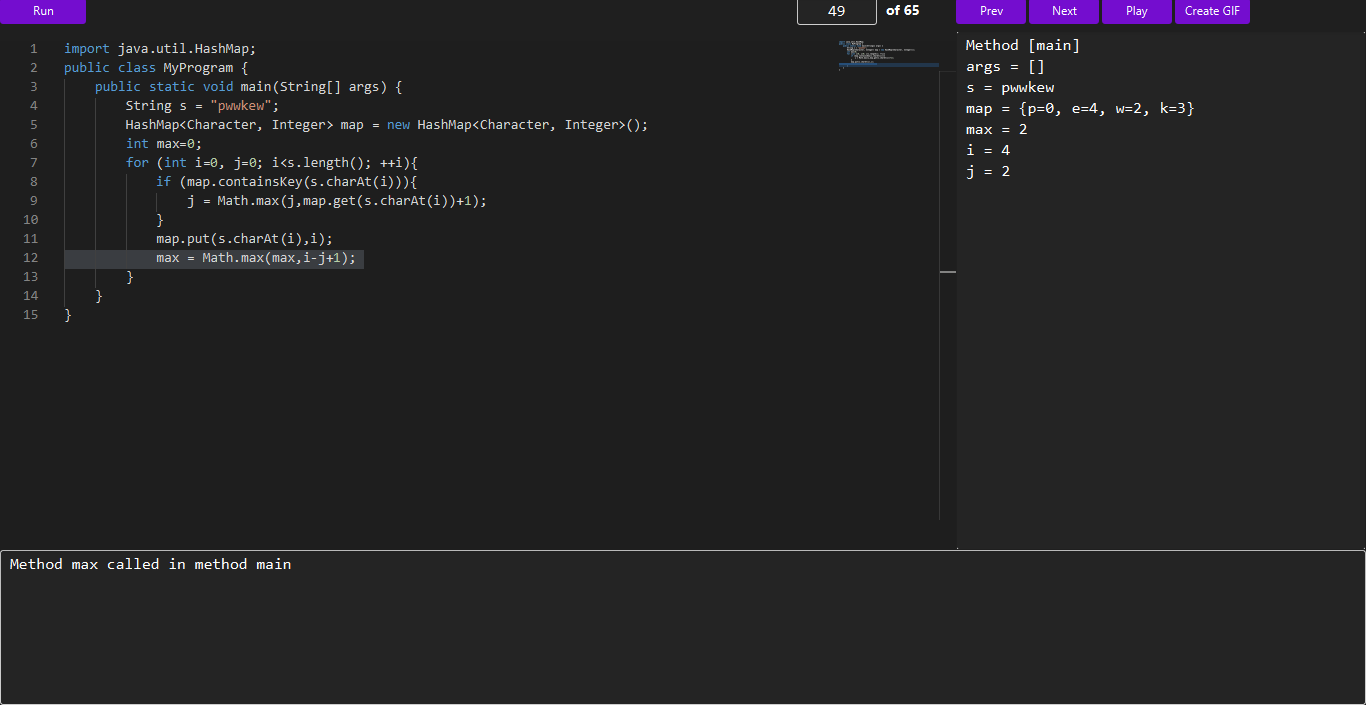 Run 49 of 65 Prev Next Play Create GIF
1 import java.util.HashMap;
2 public class MyProgram {
3 public static void main(String[] args) {
4 String s = "pwwkew";
5 HashMap<Character, Integer> map = new HashMap<Character, Integer>();
6 int max=0;
7 for (int i=0, j=0; i<s.length(); ++i){
8 if (map.containsKey(s.charAt(i))){
9 j = Math.max(j,map.get(s.charAt(i))+1);
10 }
11 map.put(s.charAt(i),i);
12 max = Math.max(max,i-j+1);
13 }
14 }
15 }
Method [main]
args = []
s = pwwkew
map = {p=0, e=4, w=2, k=3}
max = 2
i = 4
j = 2
Method max called in method main